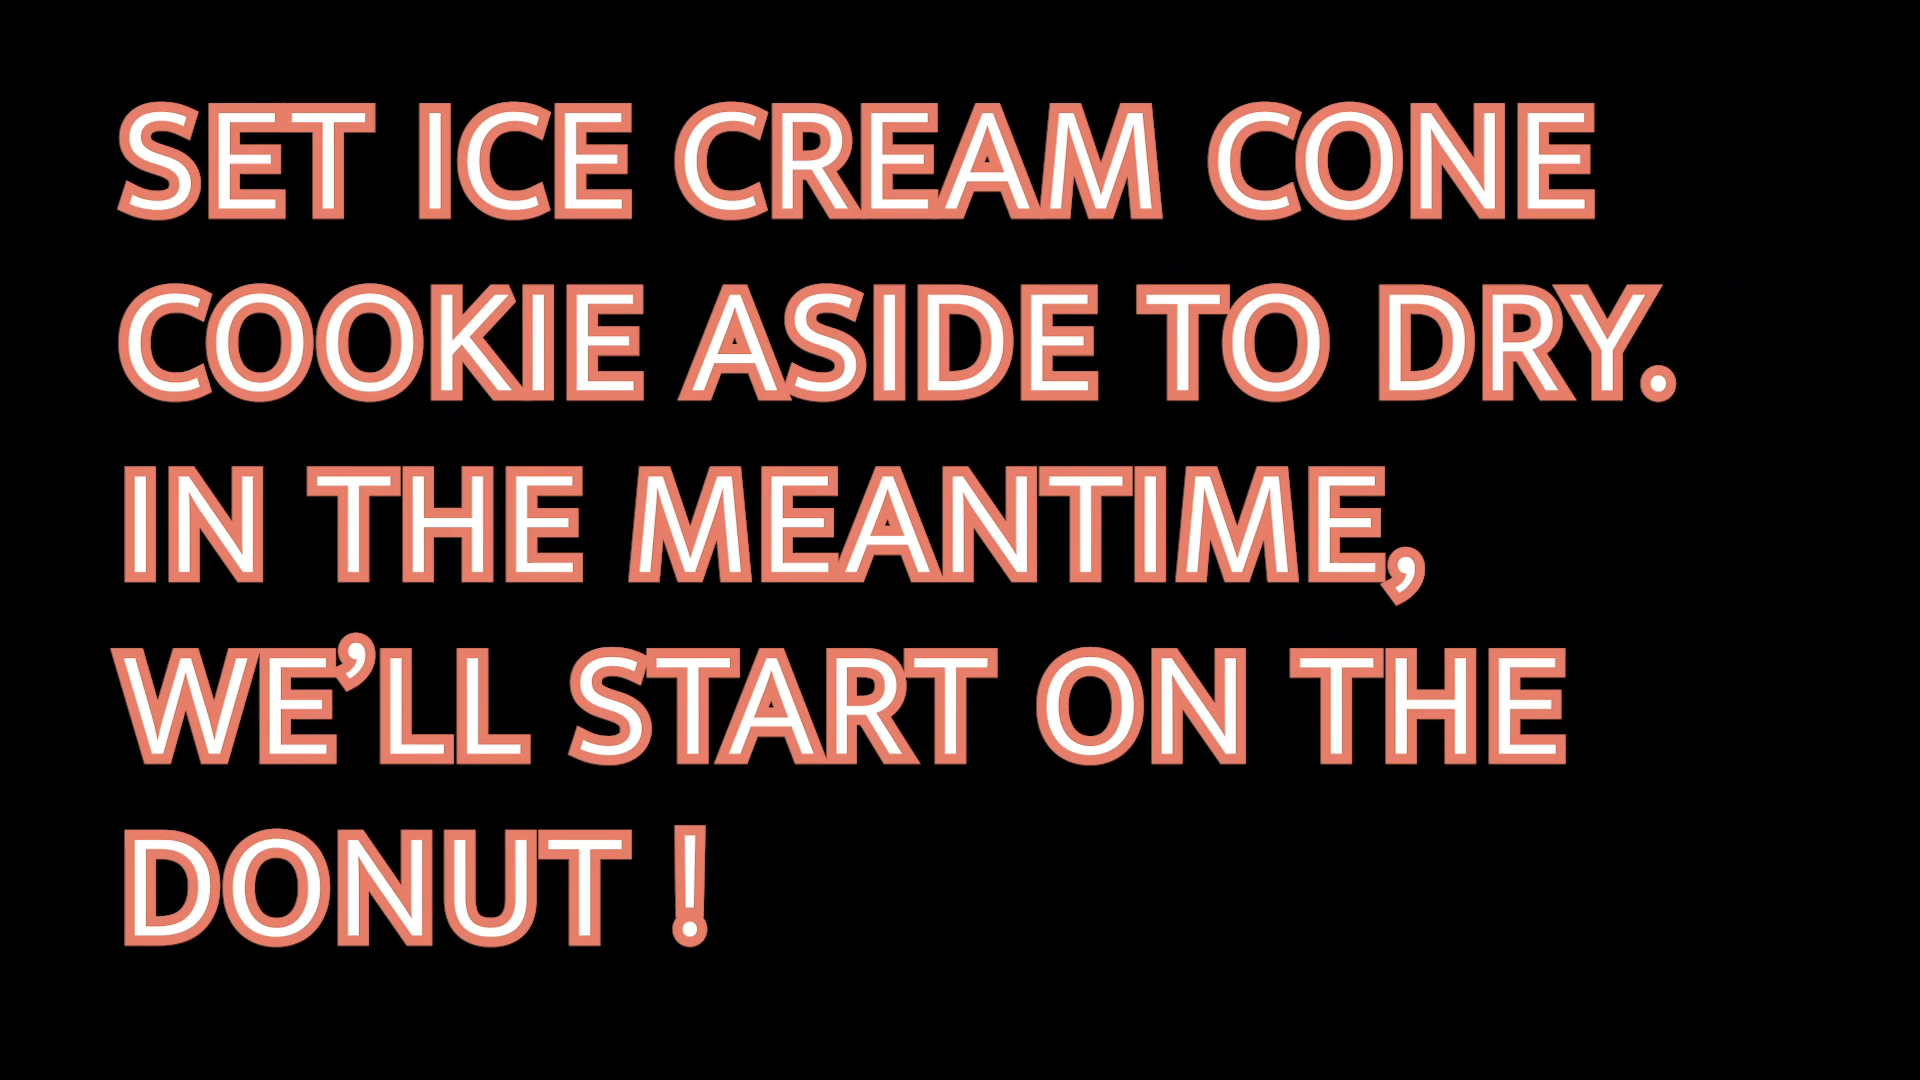 SET ICE CREAM CONE
COOKIE ASIDE TO DRY.
IN THE MEANTIME,
WE’LL START ON THE
DONUT !